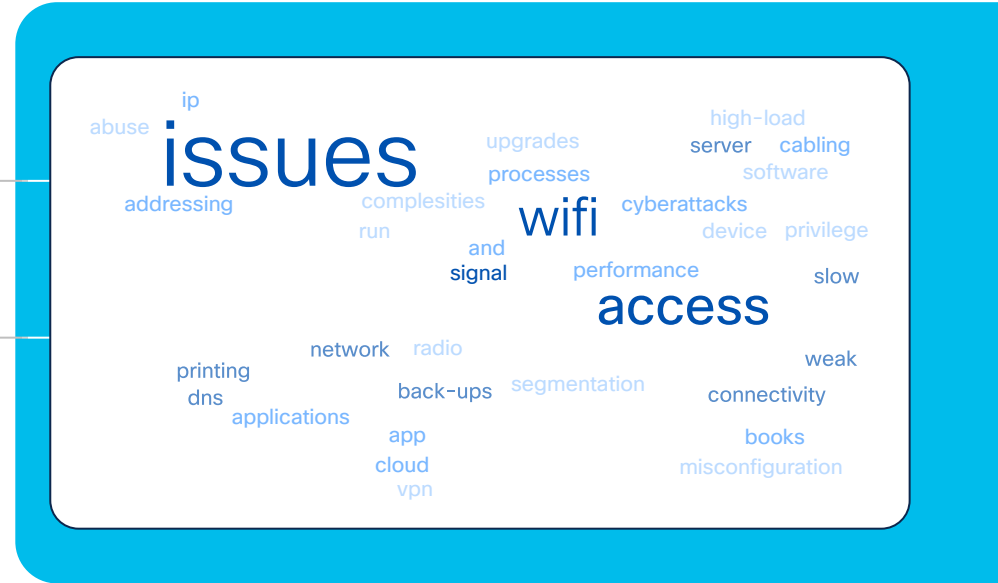 ip
abuse
issues
addressing
upgrades
processes
complesities
run
wifi
and
signal
high-load
server
cabling
software
cyberattacks
device
privilege
performance
slow
access
network
radio
printing
dns
applications
back-ups
segmentation
app
cloud
vpn
weak
connectivity
books
misconfiguration